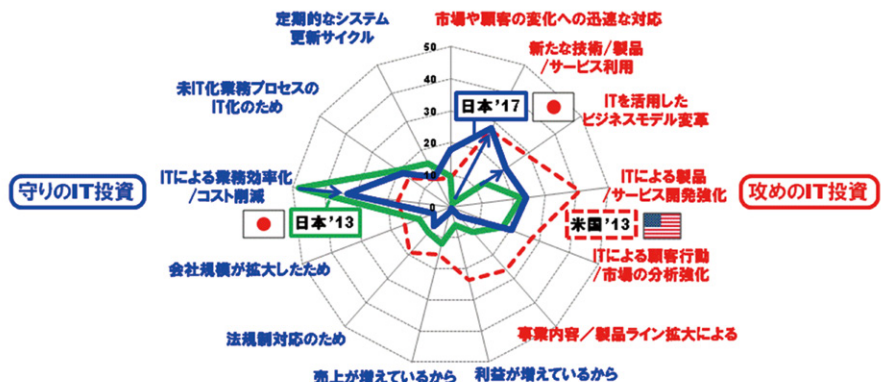 定期的なシステム
更新サイクル
市場や顧客の変化への迅速な対応
新たな技術/製品
/サービス利用
未IT化業務プロセスの
IT化のため
ITを活用した
ビジネスモデル変革
50
40
30
20
10
0
日本’17
守りのIT投資
ITによる業務効率化
/コスト削減
ITによる製品
/サービス開発強化
攻めのIT投資
日本’13
米国’13
会社規模が拡大したため
ITによる顧客行動
/市場の分析強化
法規制対応のため
事業内容/製品ライン拡大による
売上が増えているから
利益が増えているから